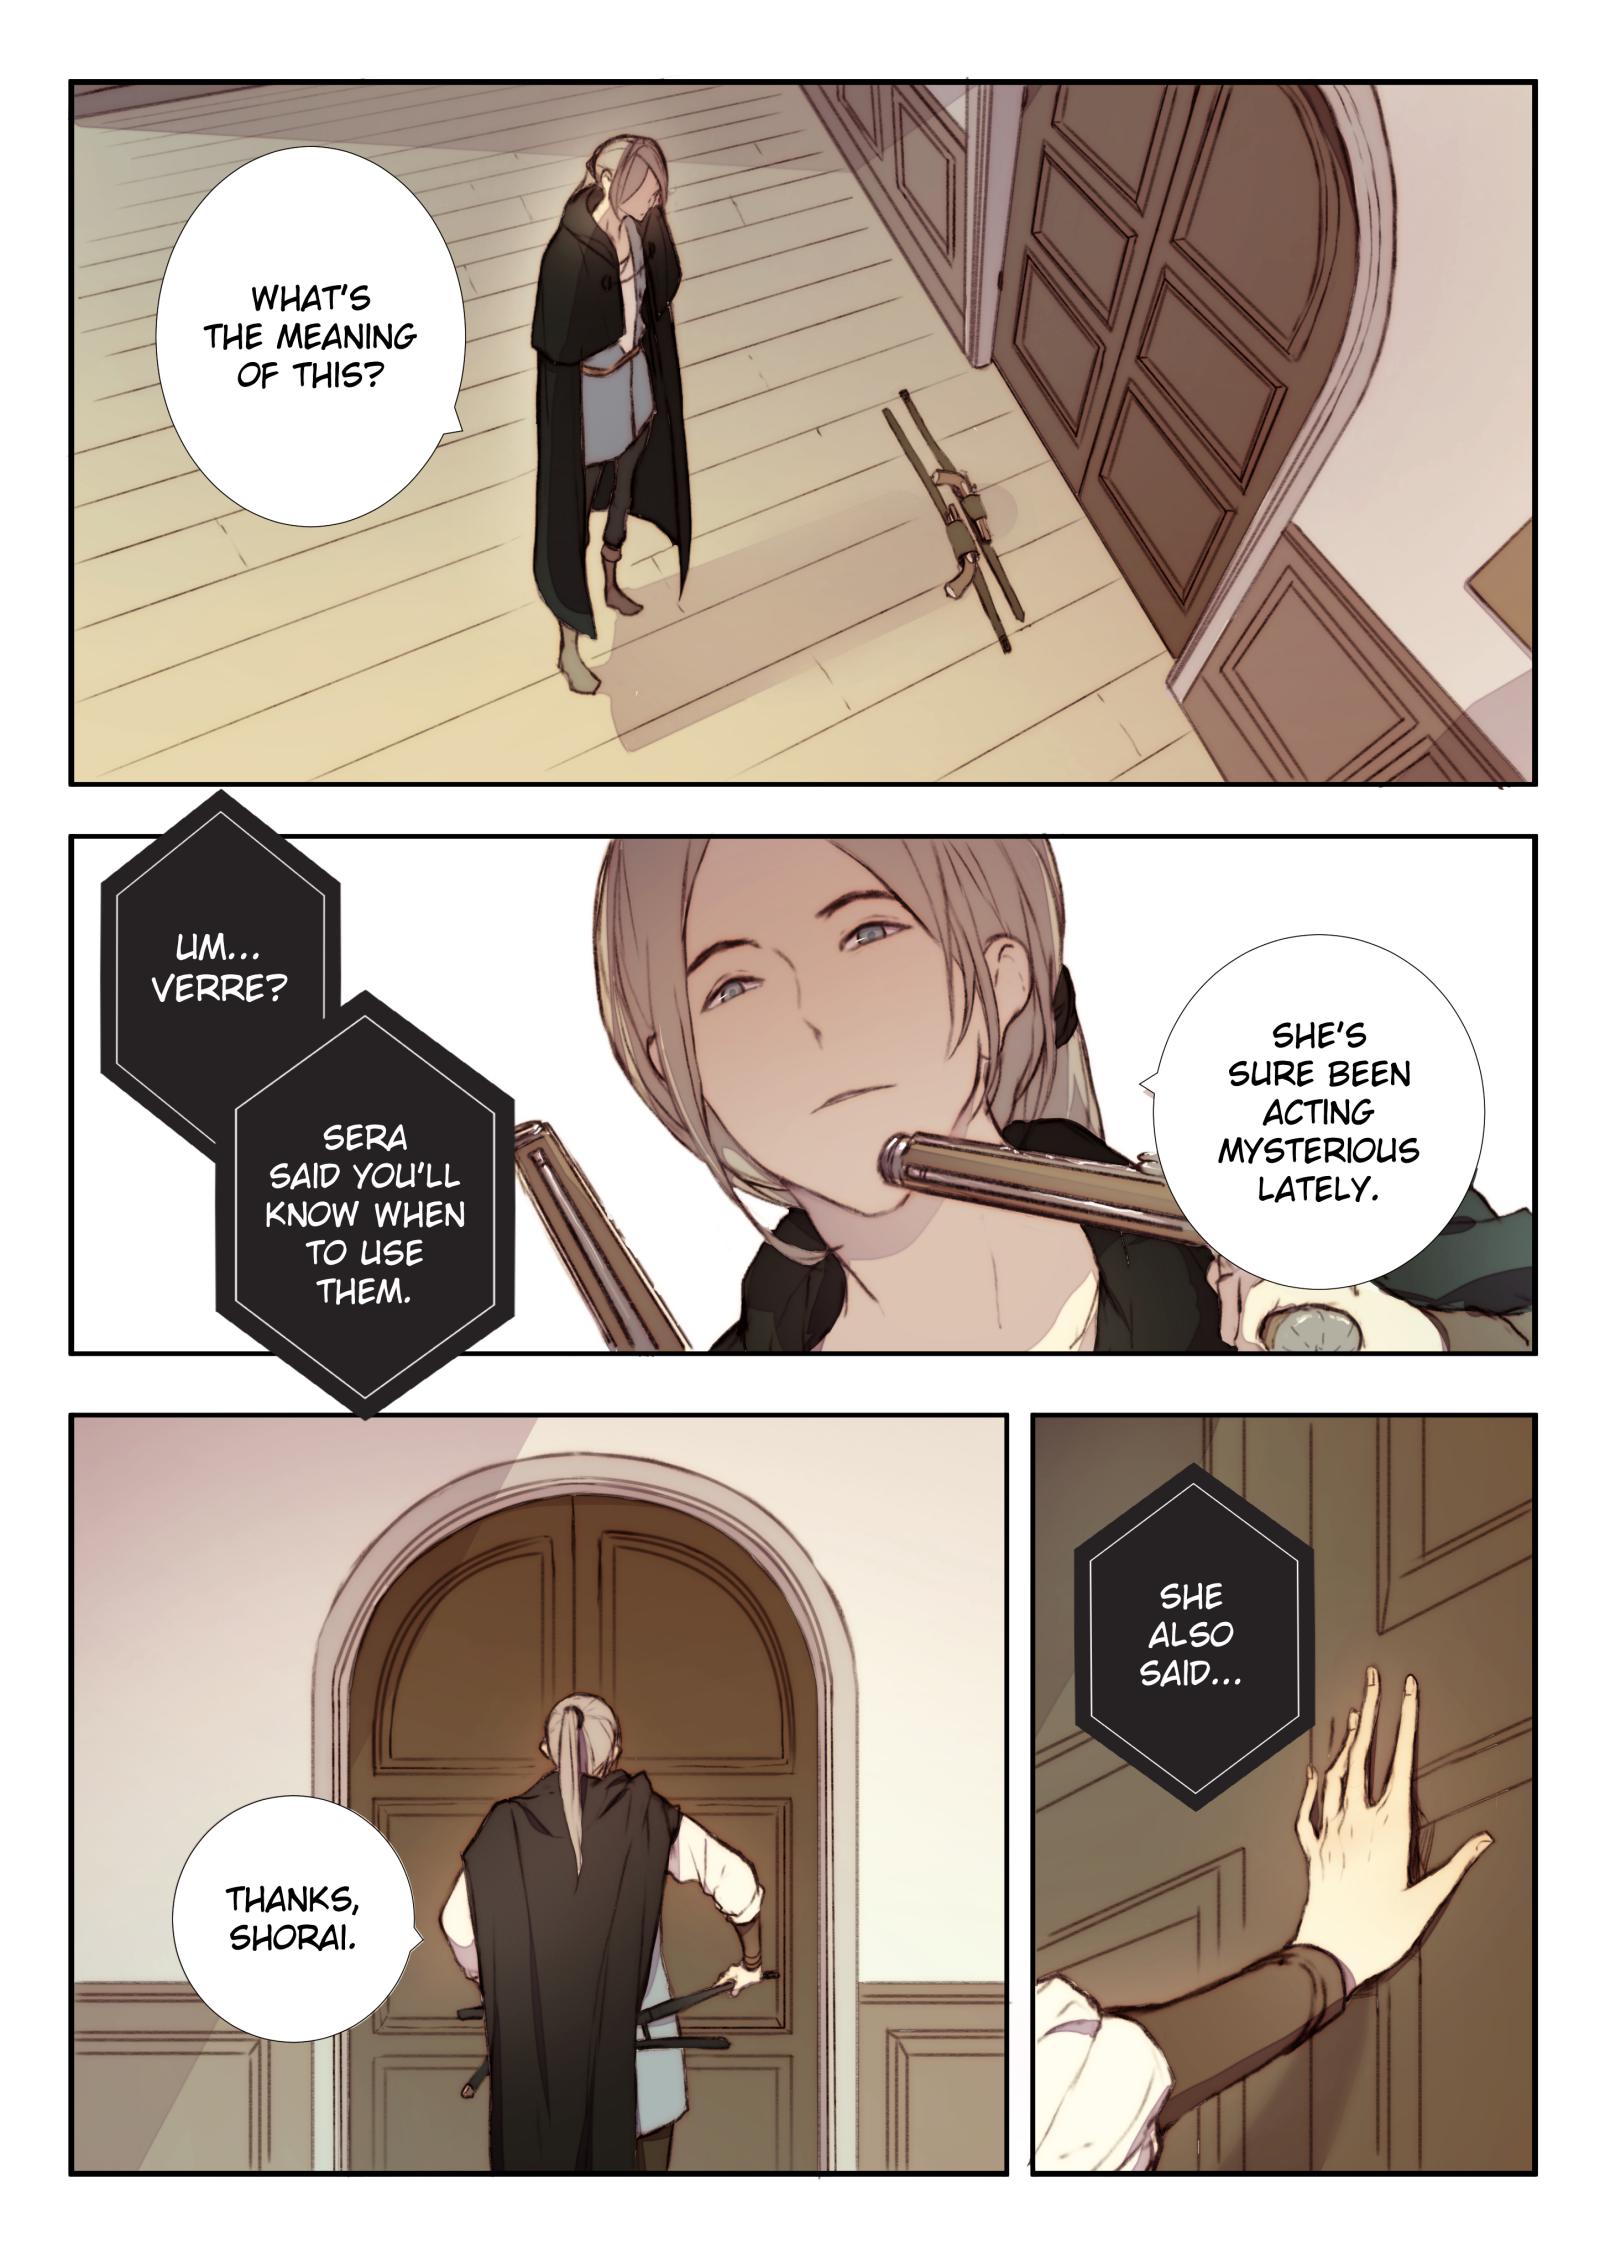 WHAT'S
THE MEANING
OF THIS?
UM...
VERRE?
SERA
SAID YOU'LL
KNOW WHEN
TO USE
THEM.
SHE'S
SURE BEEN
ACTING
MYSTERIOUS
LATELY.
THANKS,
SHORAI.
SHE
ALSO
SAID...